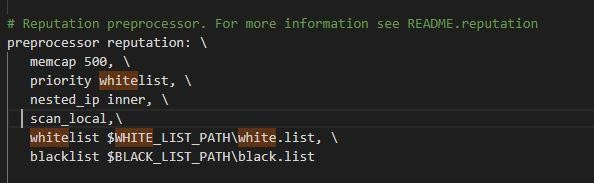 # Reputation preprocessor. For more information see README.reputation
preprocessor reputation: \
memcap 500, \
priority whitelist, \
nested_ip inner, \
scan_local,\
whitelist $WHITE_LIST_PATH\white.list, \
blacklist $BLACK_LIST_PATH\black.list